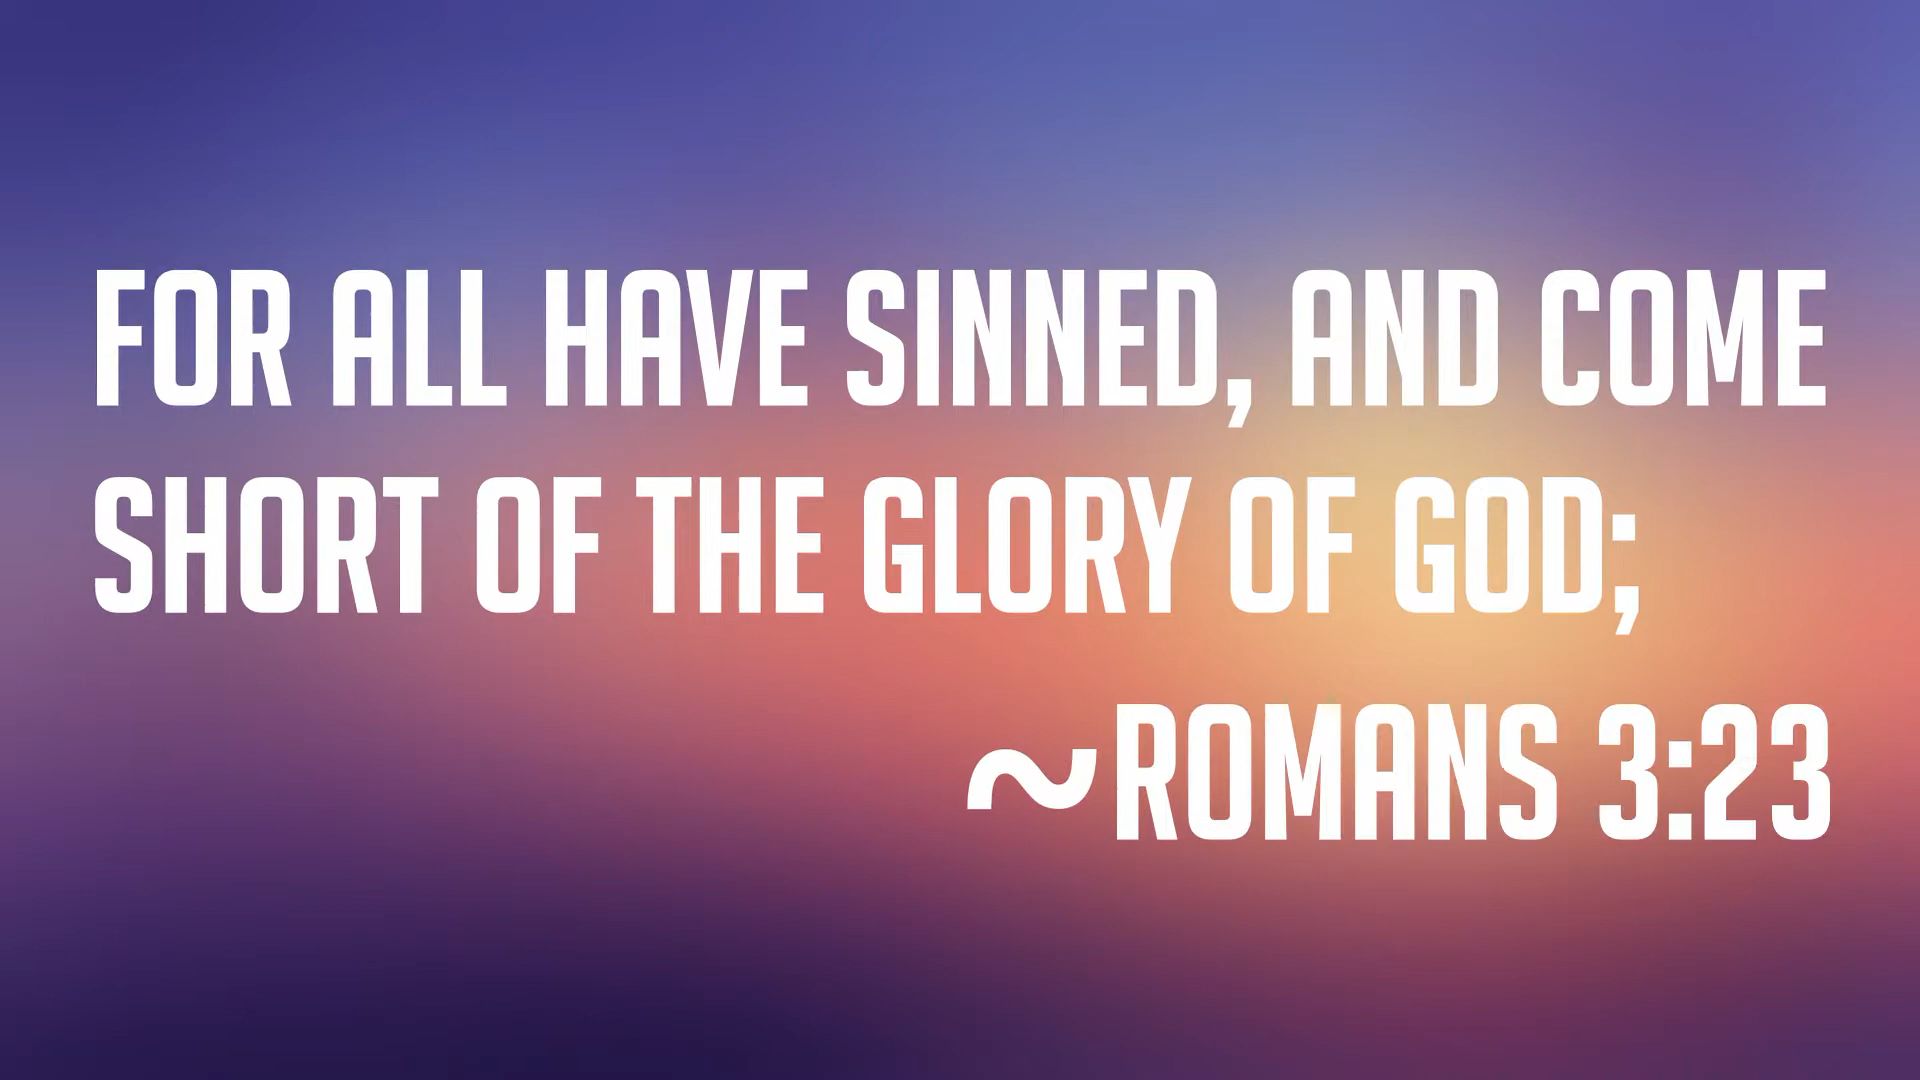 FOR ALL HAVE SINNED, AND COME
SHORT OF THE GLORY OF GOD;
~ROMANS 3:23